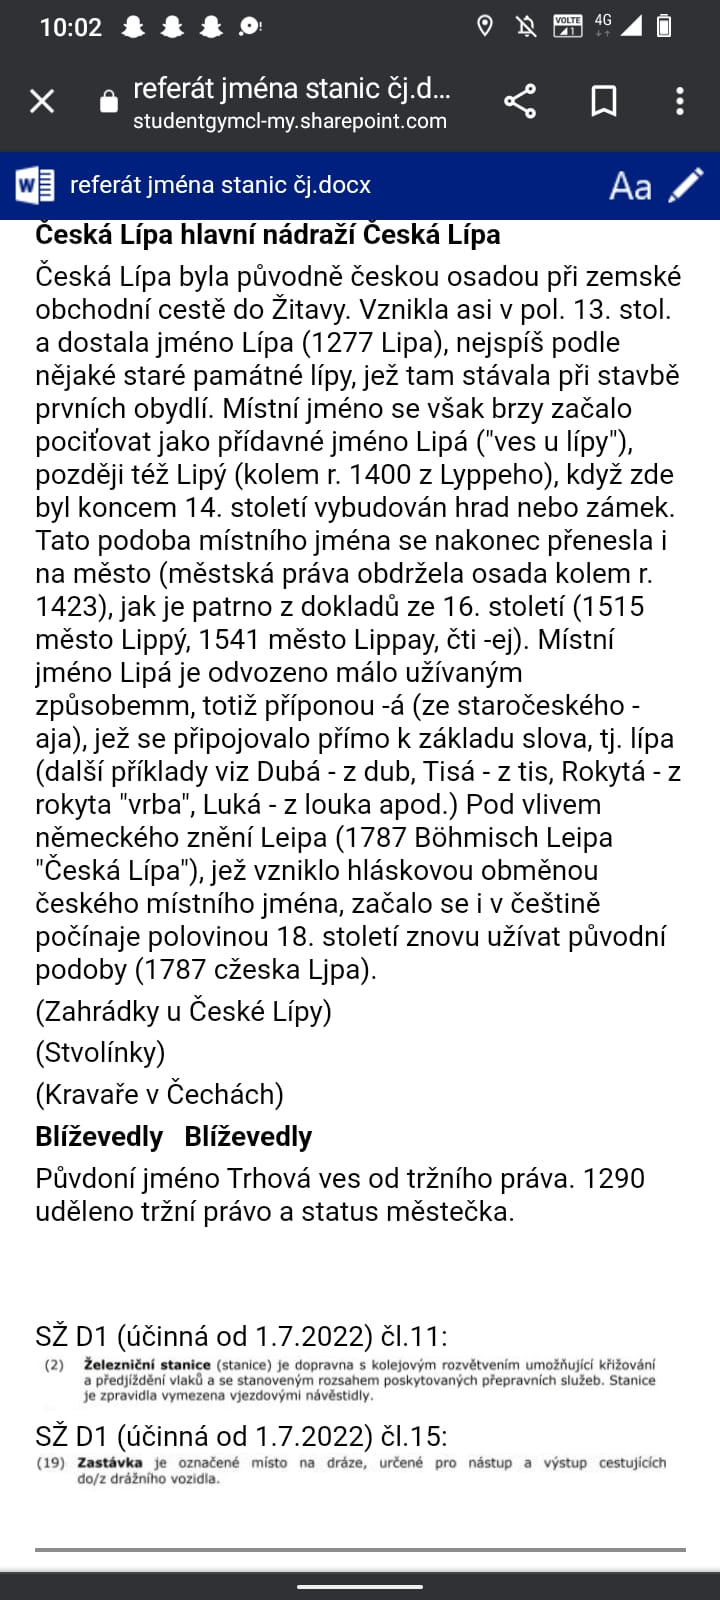 10:02
VOLTE
1
4G
referát jména stanic čj.d...
studentgymcl-my.sharepoint.com
W
referát jména stanic čj.docx
Aa
Česká Lípa hlavní nádraží Česká Lípa
Česká Lípa byla původně českou osadou při zemské
obchodní cestě do Žitavy. Vznikla asi v pol. 13. stol.
a dostala jméno Lípa (1277 Lipa), nejspíš podle
nějaké staré památné lípy, jež tam stávala při stavbě
prvních obydlí. Místní jméno se však brzy začalo
pociťovat jako přídavné jméno Lipá ("ves u lípy"),
později též Lipý (kolem r. 1400 z Lyppeho), když zde
byl koncem 14. století vybudován hrad nebo zámek.
Tato podoba místního jména se nakonec přenesla i
na město (městská práva obdržela osada kolem r.
1423), jak je patrno z dokladů ze 16. století (1515
město Lippý, 1541 město Lippay, čti -ej). Místní
jméno Lipá je odvozeno málo užívaným
způsobemm, totiž příponou -á (ze staročeského -
aja), jež se připojovalo přímo k základu slova, tj. lípa
(další příklady viz Dubá - z dub, Tisá - z tis, Rokytá - z
rokyta "vrba", Luká - z louka apod.) Pod vlivem
německého znění Leipa (1787 Böhmisch Leipa
"Česká Lípa"), jež vzniklo hláskovou obměnou
českého místního jména, začalo se i v češtině
počínaje polovinou 18. století znovu užívat původní
podoby (1787 cžeska Ljpa).
(Zahrádky u České Lípy)
(Stvolínky)
(Kravaře v Čechách)
Blíževedly   Blíževedly
Půvdoní jméno Trhová ves od tržního práva. 1290
uděleno tržní právo a status městečka.
SŽ D1 (účinná od 1.7.2022) čl.11:
(2) Železniční stanice (stanice) je dopravna s kolejovým rozvětvením umožňující křižování
a předjíždění vlaků a se stanoveným rozsahem poskytovaných přepravních služeb. Stanice
je zpravidla vymezena vjezdovými návěstidly.
SŽ D1 (účinná od 1.7.2022) čl.15:
(19) Zastávka je označené místo na dráze, určené pro nástup a výstup cestujících
do/z drážního vozidla.